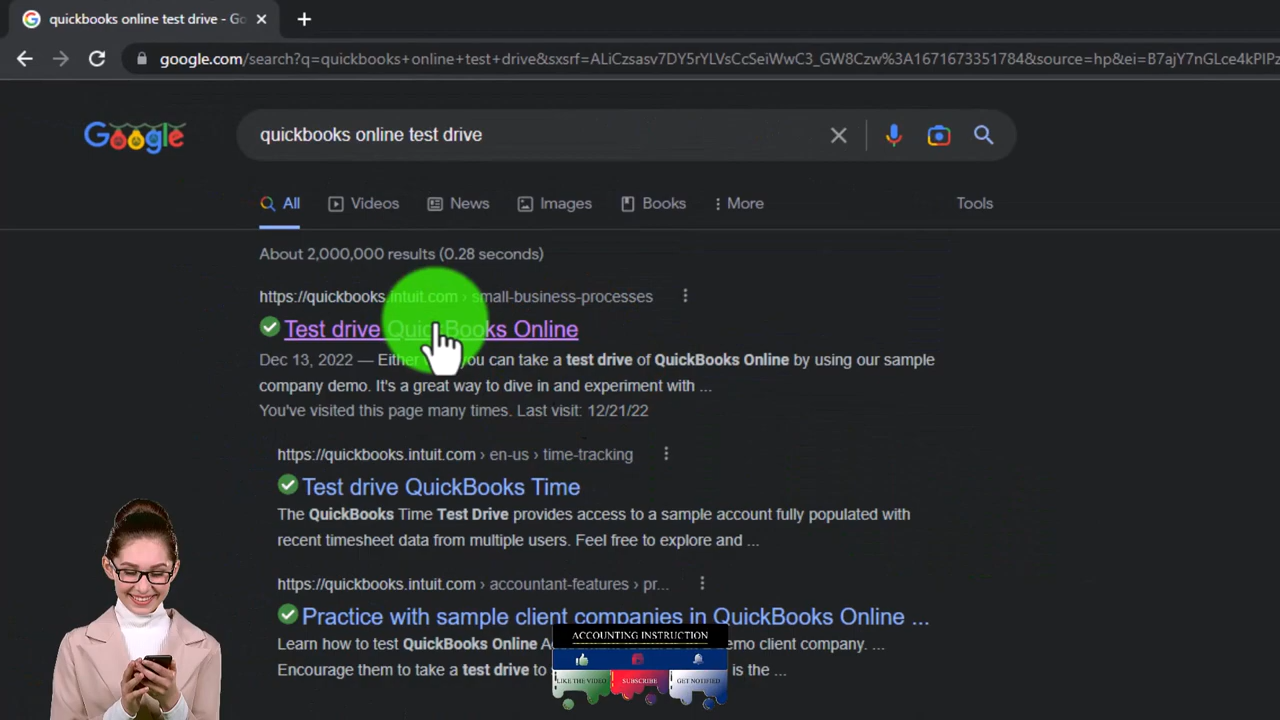 quickbooks online test drive - Go
google.com/search?q=quickbooks+online+test+drive&sxsrf=ALiCzsasv7DY5rYLVsCcSeiWwC3_GW8Czw%3A1671673351784&source=hp&ei=B7ajY7nGLce4kPIPz
Google
quickbooks online test drive
All
Videos
News
Images
Books
More
Tools
About 2,000,000 results (0.28 seconds)
https://quickbooks.intuit.com › small-business-processes
Test drive QuickBooks Online
Dec 13, 2022 — Either you can take a test drive of QuickBooks Online by using our sample
company demo. It's a great way to dive in and experiment with ...
You've visited this page many times. Last visit: 12/21/22
https://quickbooks.intuit.com › en-us › time-tracking
Test drive QuickBooks Time
The QuickBooks Time Test Drive provides access to a sample account fully populated with
recent timesheet data from multiple users. Feel free to explore and ...
https://quickbooks.intuit.com › accountant-features › pr...
Practice with sample client companies in QuickBooks Online ...
Learn how to test QuickBooks Online emo client company. ...
Encourage them to take a test drive to is the ...
ACCOUNTING INSTRUCTION
LIKE THE VIDEO
SUBSCRIBE
GET NOTIFIED